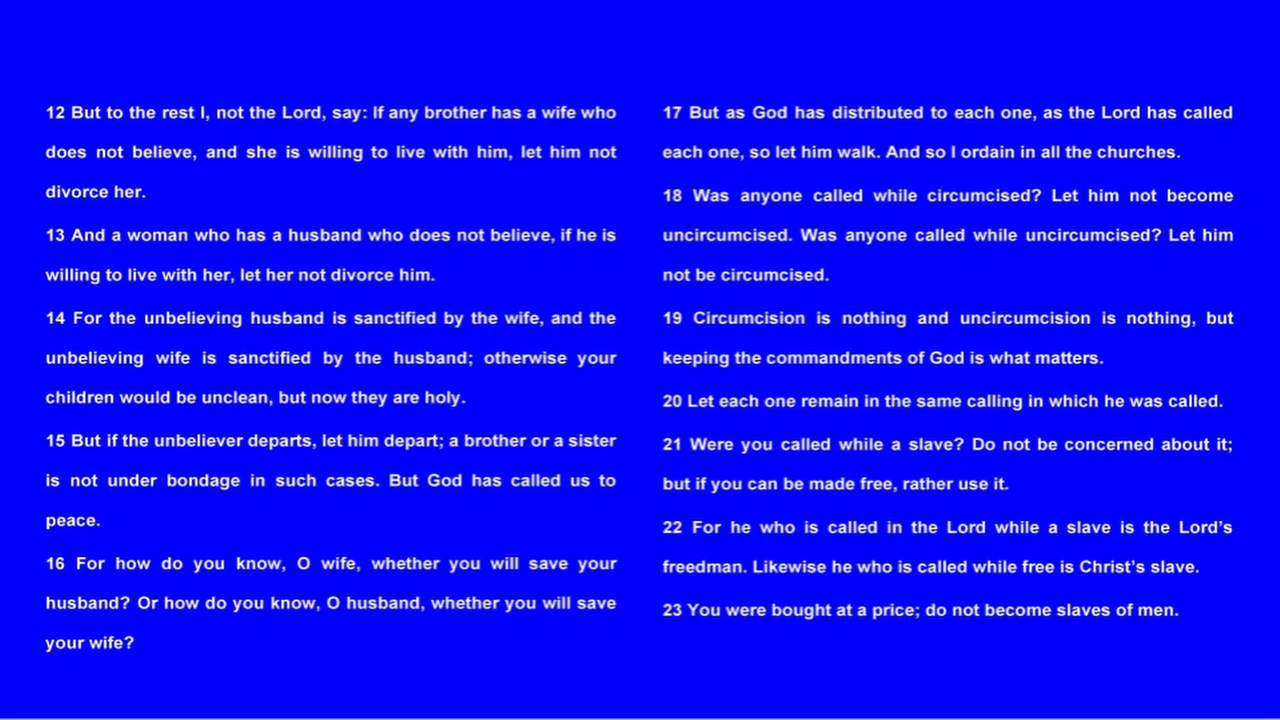 12 But to the rest I, not the Lord, say: If any brother has a wife who
does not believe, and she is willing to live with him, let him not
divorce her.
13 And a woman who has a husband who does not believe, if he is
willing to live with her, let her not divorce him.
14 For the unbelieving husband is sanctified by the wife, and the
unbelieving wife is sanctified by the husband; otherwise your
children would be unclean, but now they are holy.
15 But if the unbeliever departs, let him depart; a brother or a sister
is not under bondage in such cases. But God has called us to
peace.
16 For how do you know, O wife, whether you will save your
husband? Or how do you know, O husband, whether you will save
your wife?
17 But as God has distributed to each one, as the Lord has called
each one, so let him walk. And so I ordain in all the churches.
18 Was anyone called while circumcised? Let him not become
uncircumcised. Was anyone called while uncircumcised? Let him
not be circumcised.
19 Circumcision is nothing and uncircumcision is nothing, but
keeping the commandments of God is what matters.
20 Let each one remain in the same calling in which he was called.
21 Were you called while a slave? Do not be concerned about it;
but if you can be made free, rather use it.
22 For he who is called in the Lord while a slave is the Lord’s
freedman. Likewise he who is called while free is Christ’s slave.
23 You were bought at a price; do not become slaves of men.